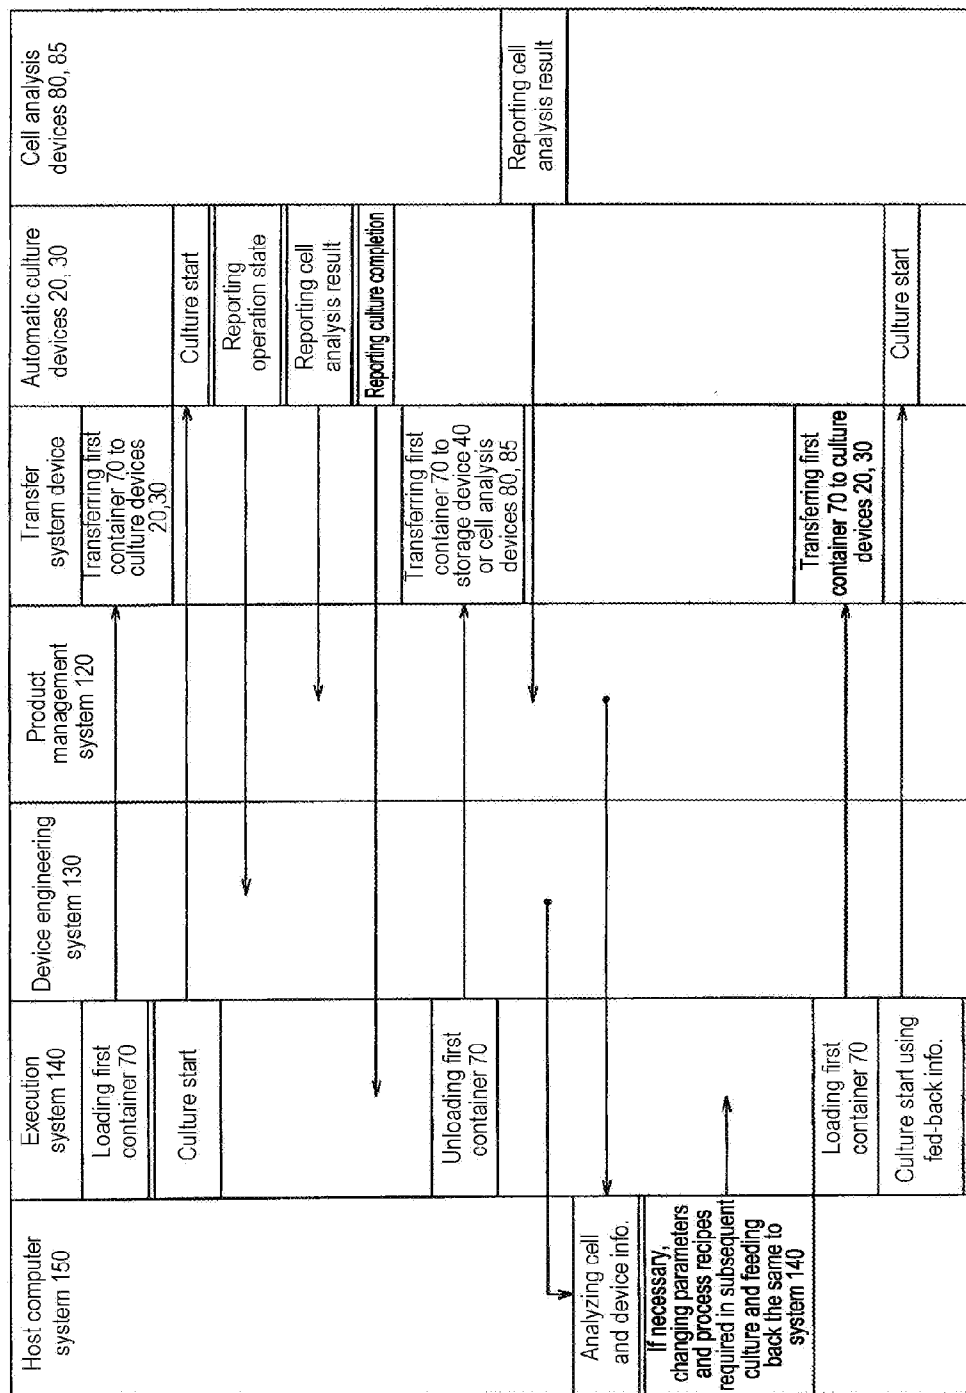 Host computer
system 150
Execution
system 140
Device engineering
system 130
Product
management
system 120
Transfer
system device
Automatic culture
devices 20, 30
Cell analysis
devices 80, 85
Loading first
container 70
Transferring first
container 70 to
culture devices
20,30
Culture start
Culture start
Reporting
operation state
Reporting cell
analysis result
Reporting culture completion
Unloading first
container 70
Transferring first
container 70 to
storage device 40
or cell analysis
devices 80, 85
Reporting cell
analysis result
Analyzing cell
and device info.
If necessary,
changing parameters
and process recipes
required in subsequent
culture and feeding
back the same to
system 140
Loading first
container 70
Transferring first
container 70 to culture
devices 20, 30
Culture start using
fed-back info.
Culture start